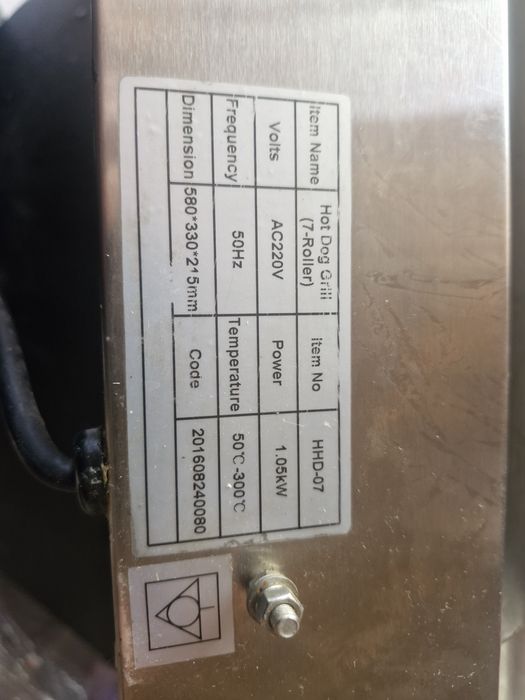 Item Name Hot Dog Grill (7-Roller) Item No HHD-07
Volts AC220V Power 1.05kW
Frequency 50Hz Temperature 50℃-300℃
Dimension 580*330*215mm Code 201608240080